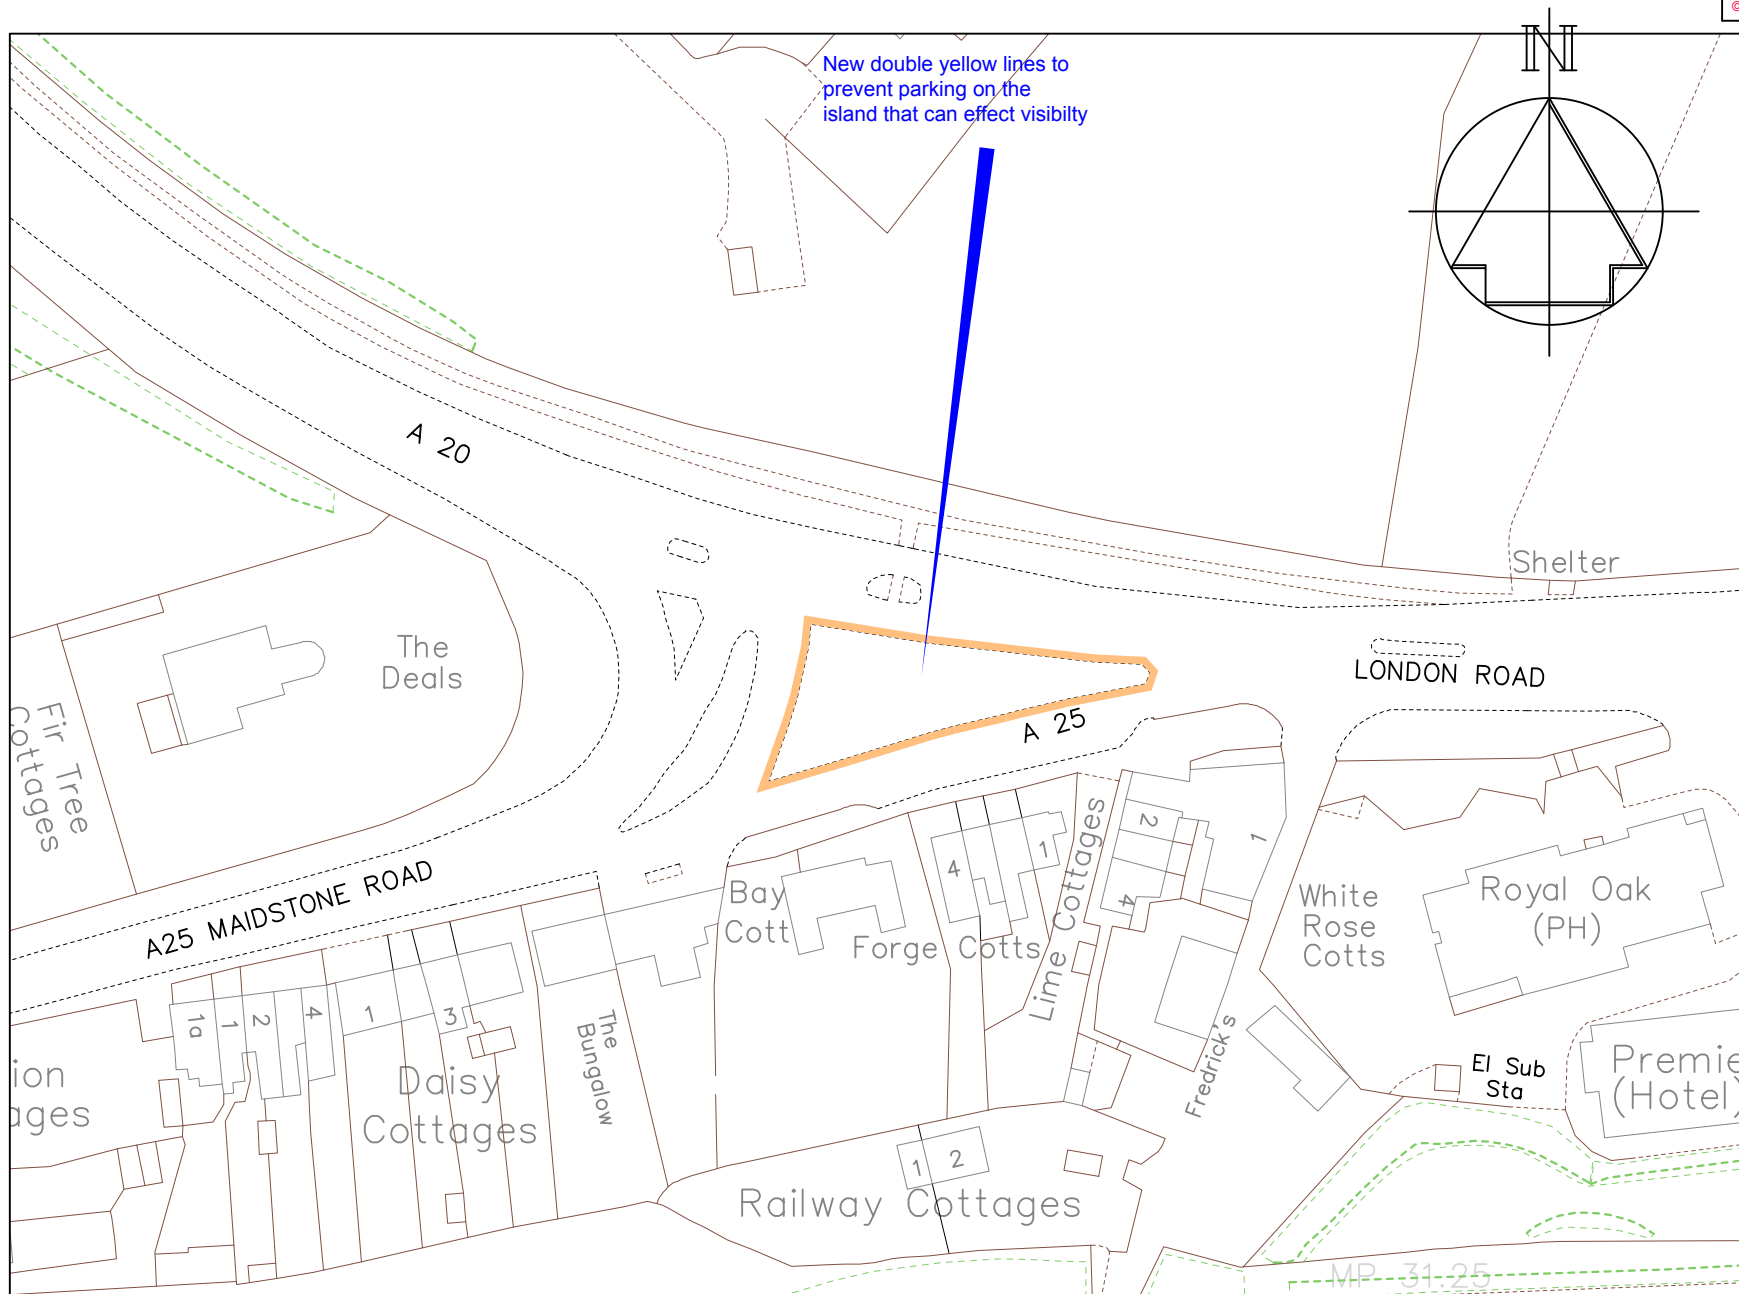 ©
N
New double yellow lines to
prevent parking on the
island that can effect visibilty
A 20
Shelter
LONDON ROAD
A 25
The
Deals
Fir Tree
Cottages
A25 MAIDSTONE ROAD
Bay
Cott
Forge Cotts
4
1
Lime Cottages
2
4
1
White
Rose
Cotts
Royal Oak
(PH)
1a
1
2
4
1
3
The
Bungalow
Daisy
Cottages
Fredrick's
El Sub
Sta
Premie
(Hotel)
ion
ages
1
2
Railway Cottages
MP 31.25